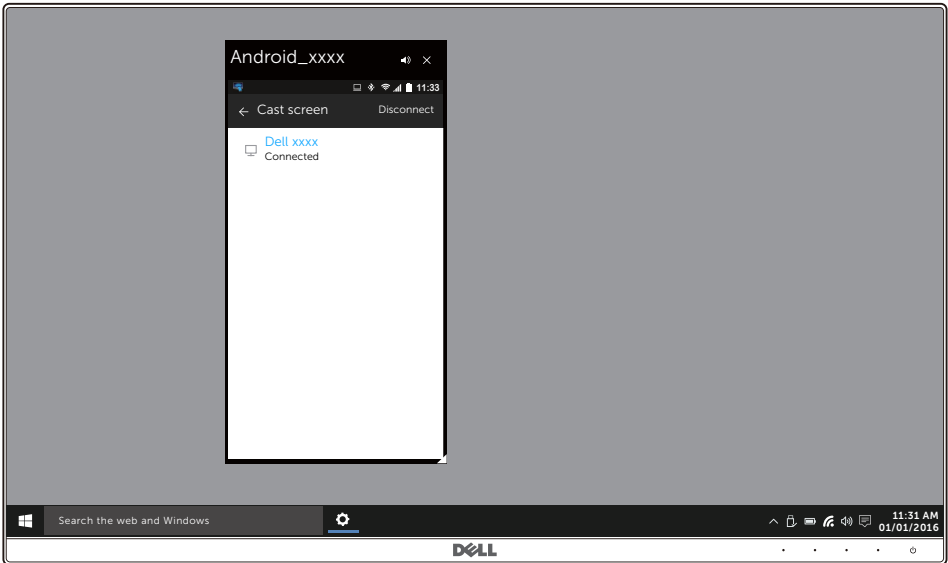 Android_xxxx
11:33
Cast screen Disconnect
Dell xxxx
Connected
Search the web and Windows
11:31 AM
01/01/2016
DELL